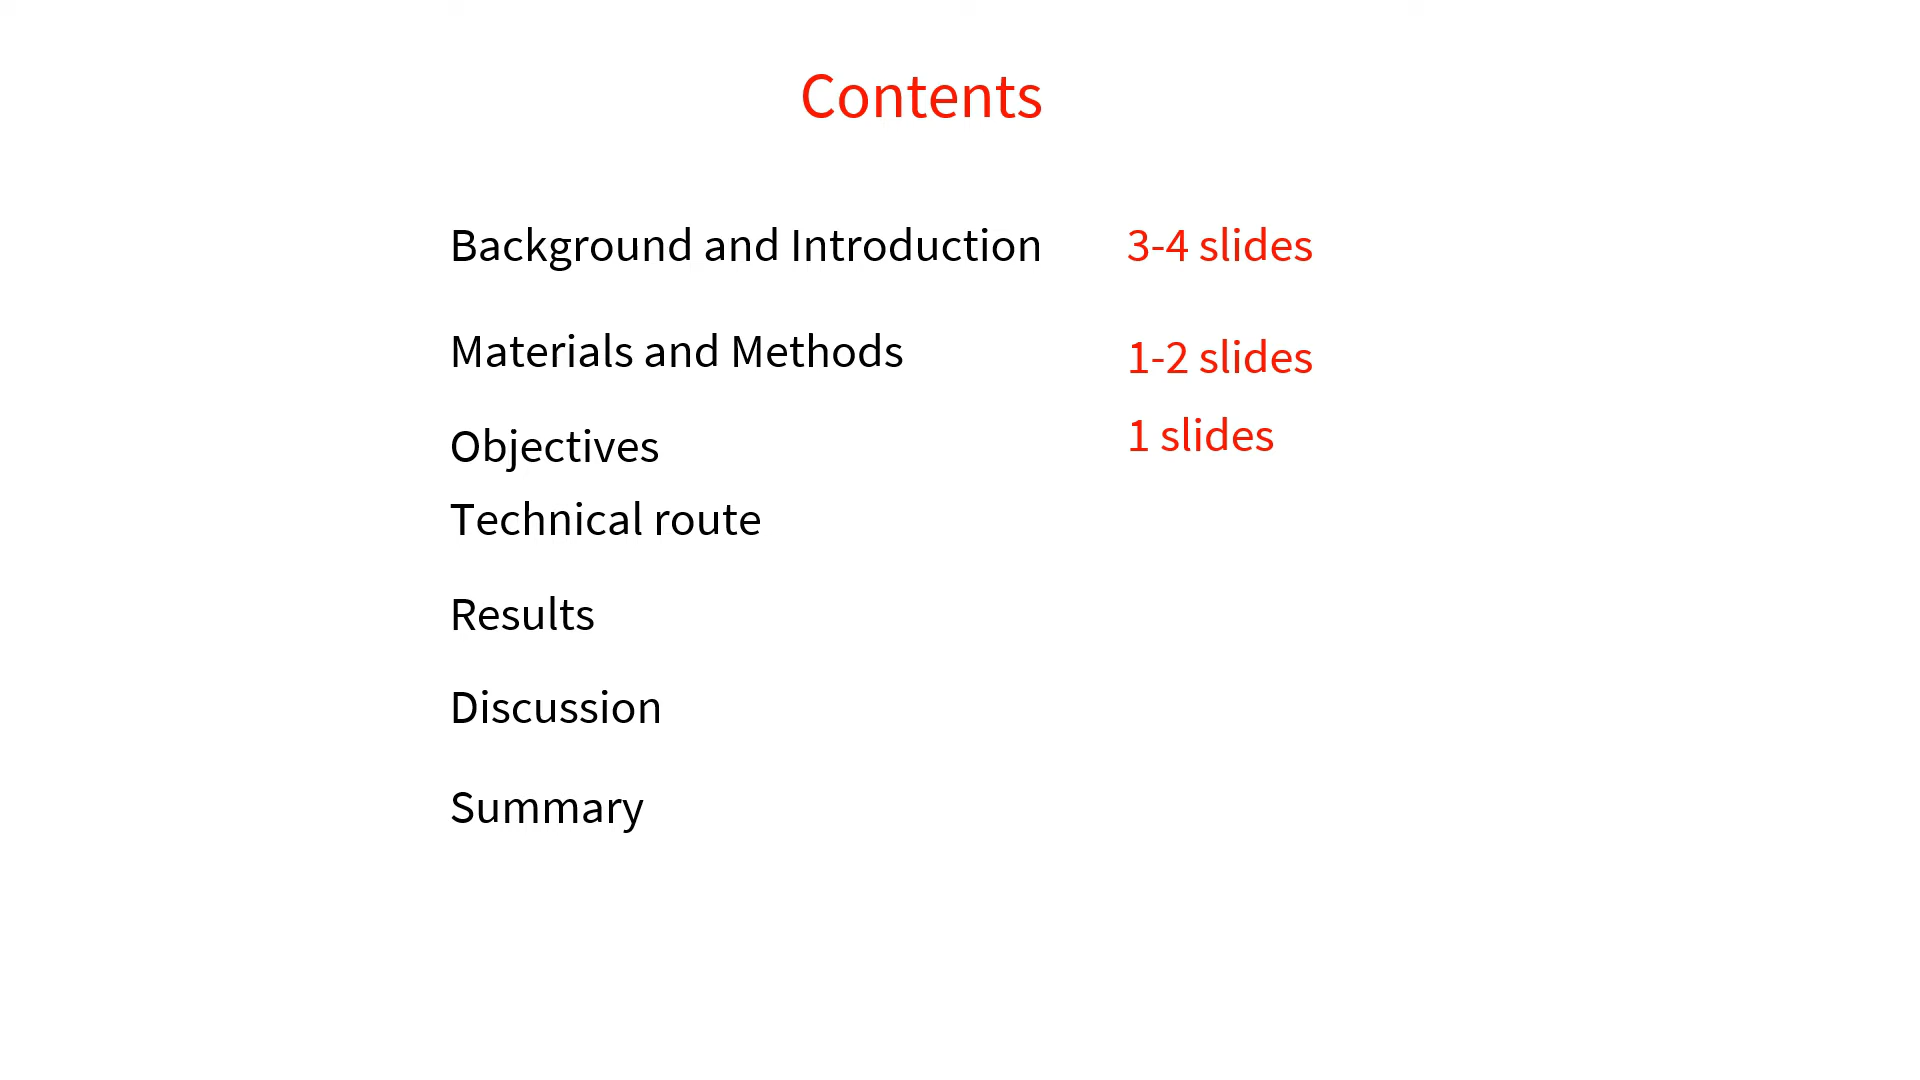 Contents
Background and Introduction 3-4 slides
Materials and Methods 1-2 slides
Objectives 1 slides
Technical route
Results
Discussion
Summary